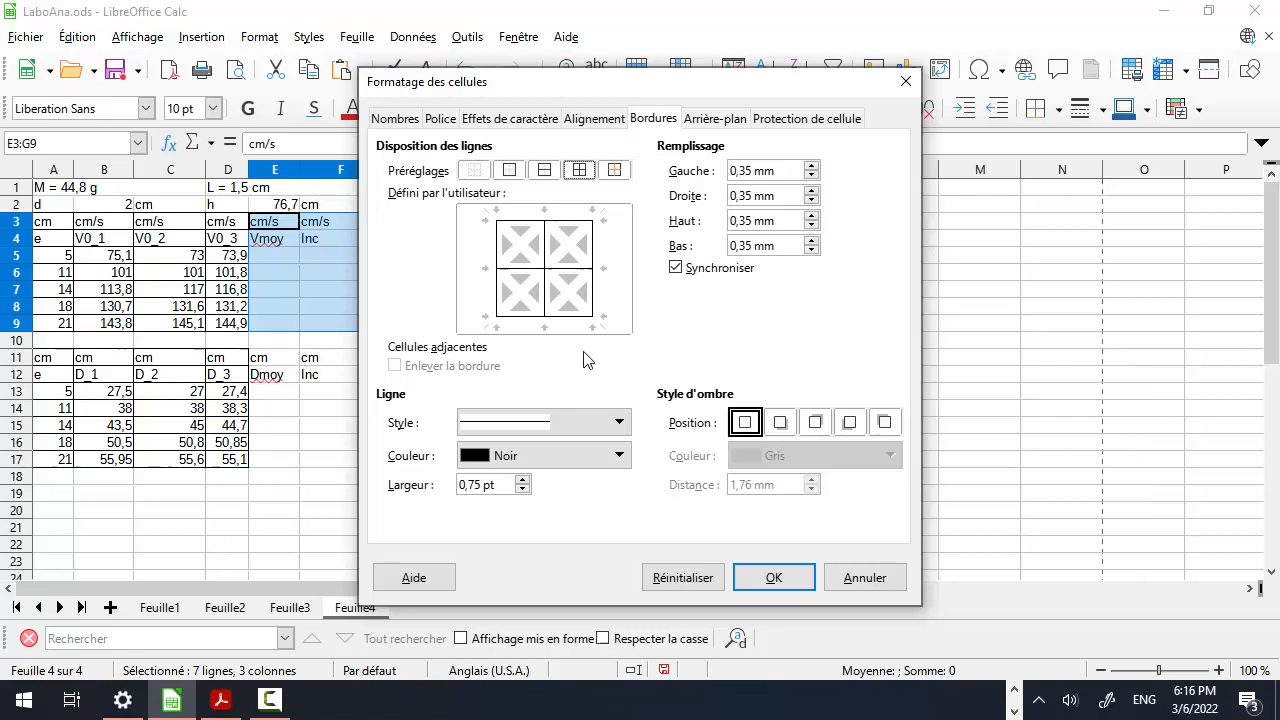 LaboAna.ods - LibreOffice Calc
Fichier Édition Affichage Insertion Format Styles Feuille Données Outils Fenêtre Aide
Liberation Sans 10 pt G I S A
E3:G9 fx Σ = cm/s
A B C D E F M N O P
1 M = 44,8 g L = 1,5 cm
2 d 2 cm h 76,7 cm
3 cm cm/s cm/s cm/s cm/s cm/s
4 e V0_1 V0_2 V0_3 Vmoy Inc
5 5 75,1 73 73,9
6 11 101 101 101,8
7 14 113,8 117 116,8
8 18 130,7 131,6 131,2
9 21 143,8 145,1 144,9
10
11 cm cm cm cm cm cm
12 e D_1 D_2 D_3 Dmoy Inc
13 5 27,5 27 27,4
14 11 38 38 38,3
15 14 43,5 45 44,7
16 18 50,5 50,8 50,85
17 21 55,95 55,6 55,1
18
19
20
21
22
23
24
Formatage des cellules
Nombres Police Effets de caractère Alignement Bordures Arrière-plan Protection de cellule
Disposition des lignes
Préréglages
Défini par l'utilisateur :
Cellules adjacentes
Enlever la bordure
Ligne
Style :
Couleur : Noir
Largeur : 0,75 pt
Remplissage
Gauche : 0,35 mm
Droite : 0,35 mm
Haut : 0,35 mm
Bas : 0,35 mm
Synchroniser
Style d'ombre
Position :
Couleur : Gris
Distance : 1,76 mm
Aide Réinitialiser OK Annuler
Feuille1 Feuille2 Feuille3 Feuille4
Rechercher Tout rechercher Affichage mis en forme Respecter la casse
Feuille 4 sur 4 Sélectionné : 7 lignes, 3 colonnes Par défaut Anglais (U.S.A.) Moyenne: ; Somme: 0 100 %
ENG 6:16 PM
3/6/2022 3